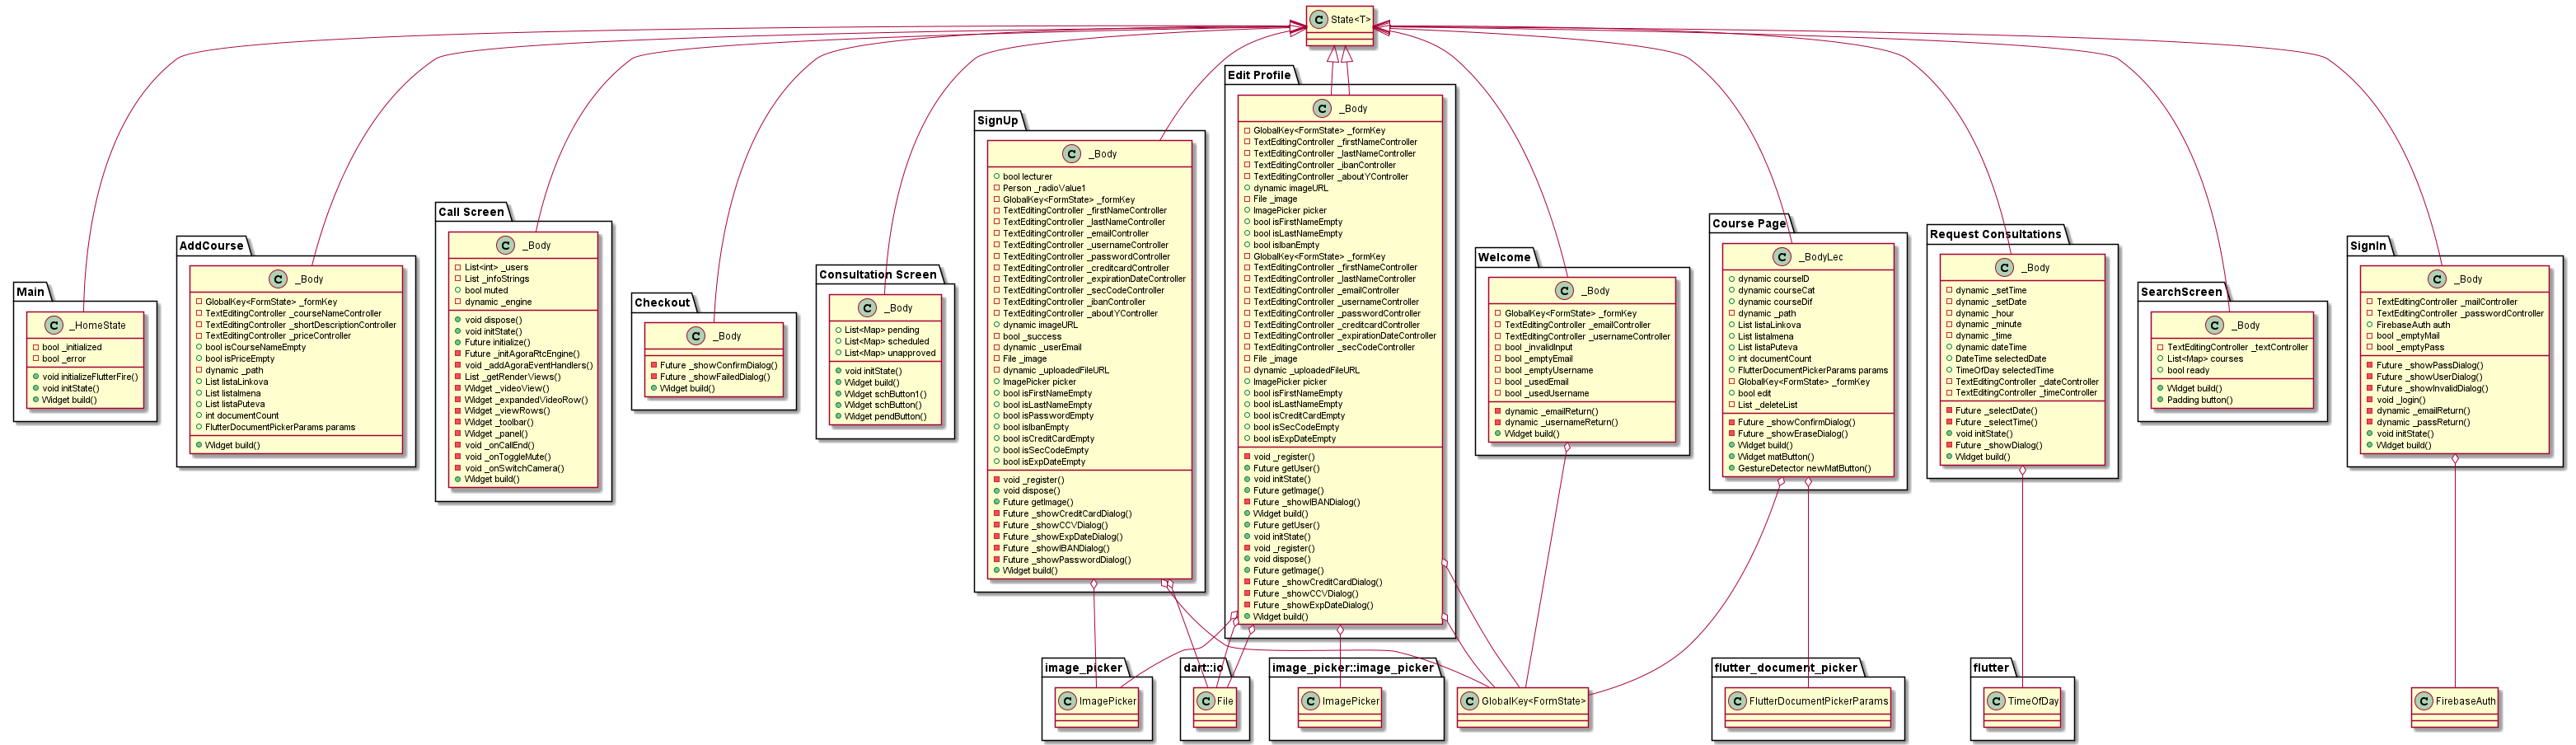 C State<T>
Main
C _HomeState
bool _initialized
bool _error
void initializeFlutterFire()
void initState()
Widget build()
AddCourse
C _Body
GlobalKey<FormState> _formKey
TextEditingController _courseNameController
TextEditingController _shortDescriptionController
TextEditingController _priceController
bool isCourseNameEmpty
bool isPriceEmpty
dynamic _path
List listaLinkova
List listaImena
List listaPuteva
int documentCount
FlutterDocumentPickerParams params
Widget build()
Call Screen
C _Body
List<int> _users
List _infoStrings
bool muted
dynamic _engine
void dispose()
void initState()
Future initialize()
Future _initAgoraRtcEngine()
void _addAgoraEventHandlers()
List _getRenderViews()
Widget _videoView()
Widget _expandedVideoRow()
Widget _viewRows()
Widget _toolbar()
Widget _panel()
void _onCallEnd()
void _onToggleMute()
void _onSwitchCamera()
Widget build()
Checkout
C _Body
Future _showConfirmDialog()
Future _showFailedDialog()
Widget build()
Consultation Screen
C _Body
List<Map> pending
List<Map> scheduled
List<Map> unapproved
void initState()
Widget build()
Widget schButton1()
Widget schButton()
Widget pendButton()
SignUp
C _Body
bool lecturer
Person _radioValue1
GlobalKey<FormState> _formKey
TextEditingController _firstNameController
TextEditingController _lastNameController
TextEditingController _emailController
TextEditingController _usernameController
TextEditingController _passwordController
TextEditingController _creditcardController
TextEditingController _expirationDateController
TextEditingController _secCodeController
TextEditingController _ibanController
TextEditingController _aboutYController
dynamic imageURL
bool _success
dynamic _userEmail
File _image
dynamic _uploadedFileURL
ImagePicker picker
bool isFirstNameEmpty
bool isLastNameEmpty
bool isPasswordEmpty
bool isIbanEmpty
bool isCreditCardEmpty
bool isSecCodeEmpty
bool isExpDateEmpty
void _register()
void dispose()
Future getImage()
Future _showCreditCardDialog()
Future _showCCVDialog()
Future _showExpDateDialog()
Future _showIBANDialog()
Future _showPasswordDialog()
Widget build()
Edit Profile
C _Body
GlobalKey<FormState> _formKey
TextEditingController _firstNameController
TextEditingController _lastNameController
TextEditingController _ibanController
TextEditingController _aboutYController
dynamic imageURL
File _image
ImagePicker picker
bool isFirstNameEmpty
bool isLastNameEmpty
bool isIbanEmpty
GlobalKey<FormState> _formKey
TextEditingController _firstNameController
TextEditingController _lastNameController
TextEditingController _emailController
TextEditingController _usernameController
TextEditingController _passwordController
TextEditingController _creditcardController
TextEditingController _expirationDateController
TextEditingController _secCodeController
File _image
dynamic _uploadedFileURL
ImagePicker picker
bool isFirstNameEmpty
bool isLastNameEmpty
bool isCreditCardEmpty
bool isSecCodeEmpty
bool isExpDateEmpty
void _register()
Future getUser()
void initState()
Future getImage()
Future _showIBANDialog()
Widget build()
Future getUser()
void initState()
void _register()
void dispose()
Future getImage()
Future _showCreditCardDialog()
Future _showCCVDialog()
Future _showExpDateDialog()
Widget build()
Welcome
C _Body
GlobalKey<FormState> _formKey
TextEditingController _emailController
TextEditingController _usernameController
bool _invalidInput
bool _emptyEmail
bool _emptyUsername
bool _usedEmail
bool _usedUsername
dynamic _emailReturn()
dynamic _usernameReturn()
Widget build()
Course Page
C _BodyLec
dynamic courseID
dynamic courseCat
dynamic courseDif
dynamic _path
List listaLinkova
List listaImena
List listaPuteva
int documentCount
FlutterDocumentPickerParams params
GlobalKey<FormState> _formKey
bool edit
List _deleteList
Future _showConfirmDialog()
Future _showEraseDialog()
Widget build()
Widget matButton()
GestureDetector newMatButton()
Request Consultations
C _Body
dynamic _setTime
dynamic _setDate
dynamic _hour
dynamic _minute
dynamic _time
dynamic dateTime
DateTime selectedDate
TimeOfDay selectedTime
TextEditingController _dateController
TextEditingController _timeController
Future _selectDate()
Future _selectTime()
void initState()
Future _showDialog()
Widget build()
SearchScreen
C _Body
TextEditingController _textController
List<Map> courses
bool ready
Widget build()
Padding button()
SignIn
C _Body
TextEditingController _mailController
TextEditingController _passwordController
FirebaseAuth auth
bool _emptyMail
bool _emptyPass
Future _showPassDialog()
Future _showUserDialog()
Future _showInvalidDialog()
void _login()
dynamic _emailReturn()
dynamic _passReturn()
void initState()
Widget build()
image_picker
C ImagePicker
dart::io
C File
image_picker::image_picker
C ImagePicker
C GlobalKey<FormState>
flutter_document_picker
C FlutterDocumentPickerParams
flutter
C TimeOfDay
C FirebaseAuth